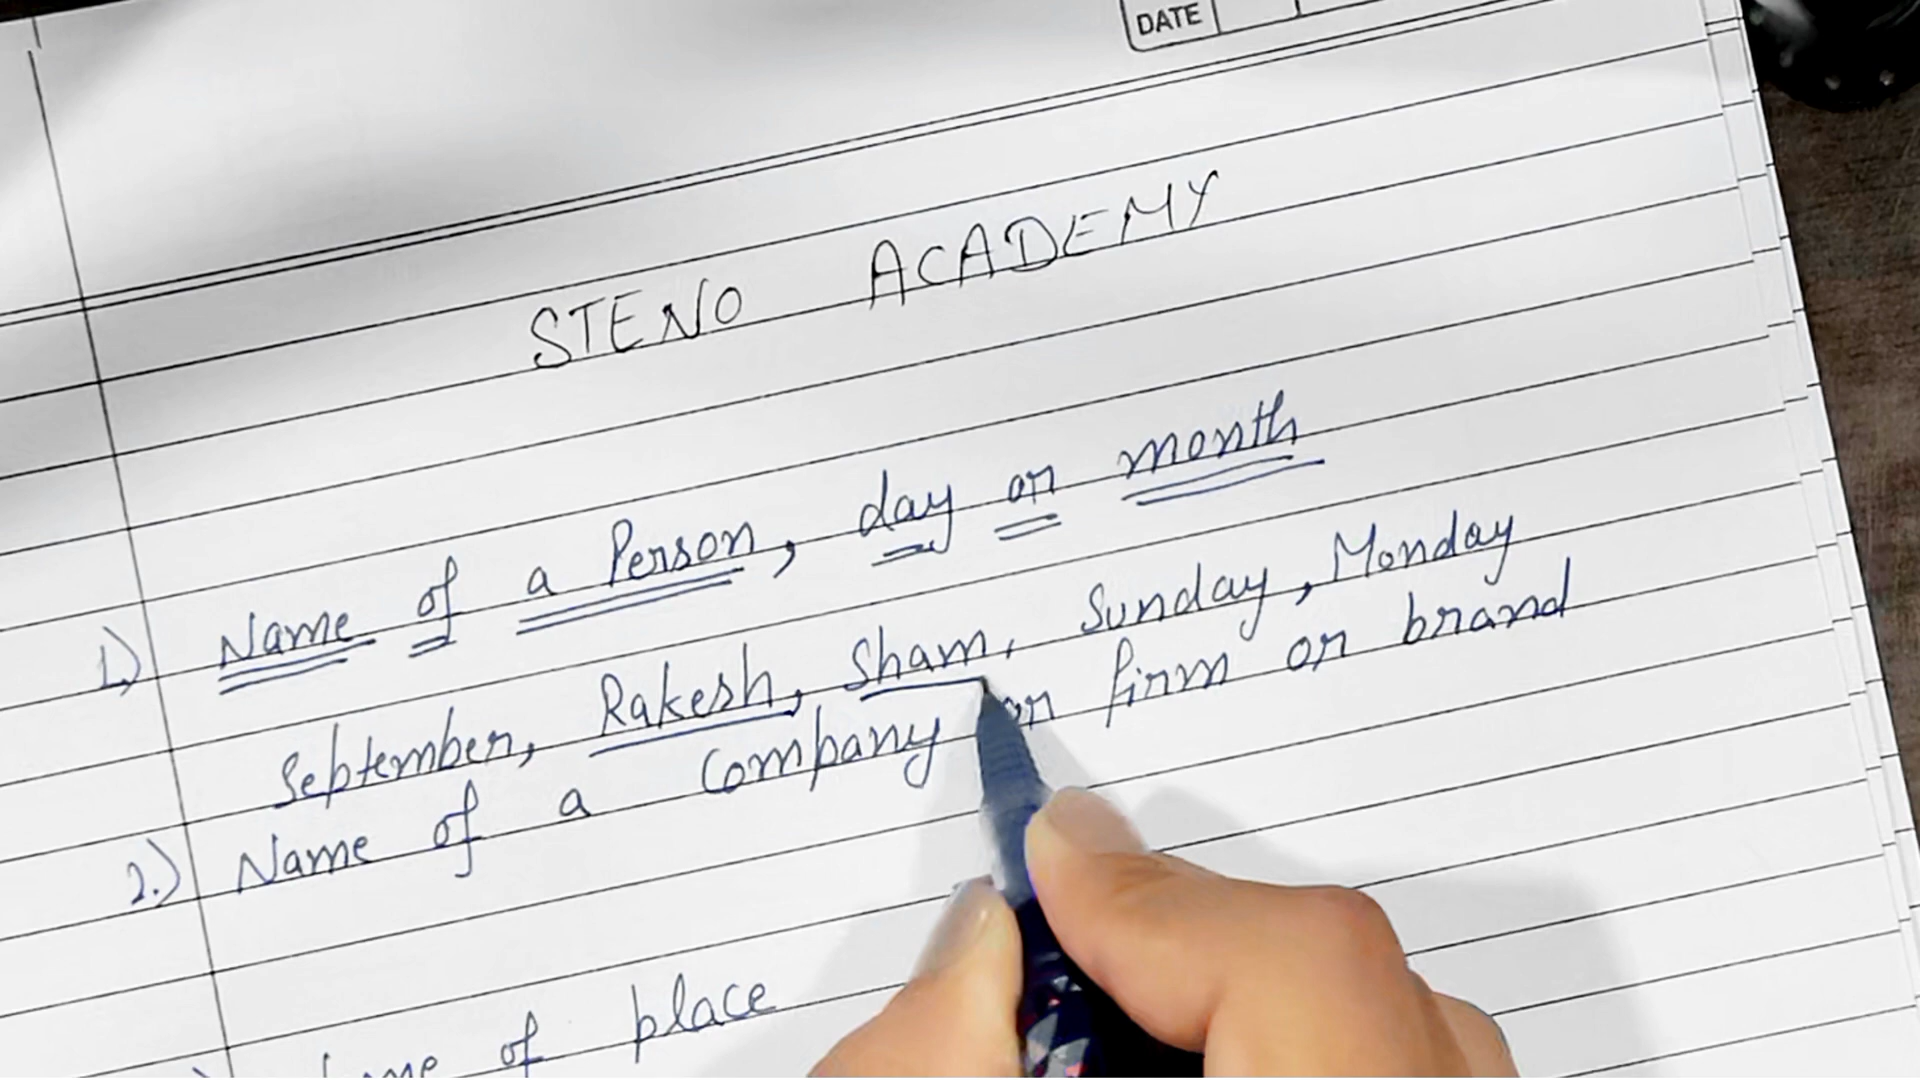 DATE
STENO ACADEMY
1.) Name of a Person, day or month
September, Rakesh, Sham, Sunday, Monday
2.) Name of a Company or firm or brand
of place